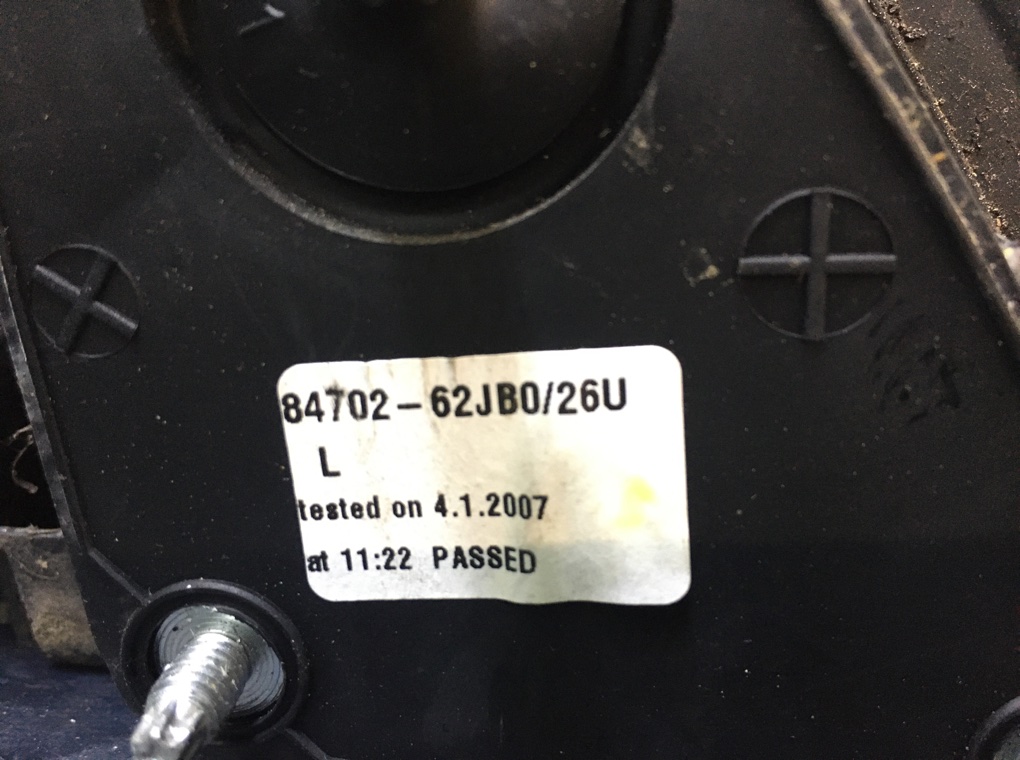 84702-62JB0/26U
L
tested on 4.1.2007
at 11:22 PASSED